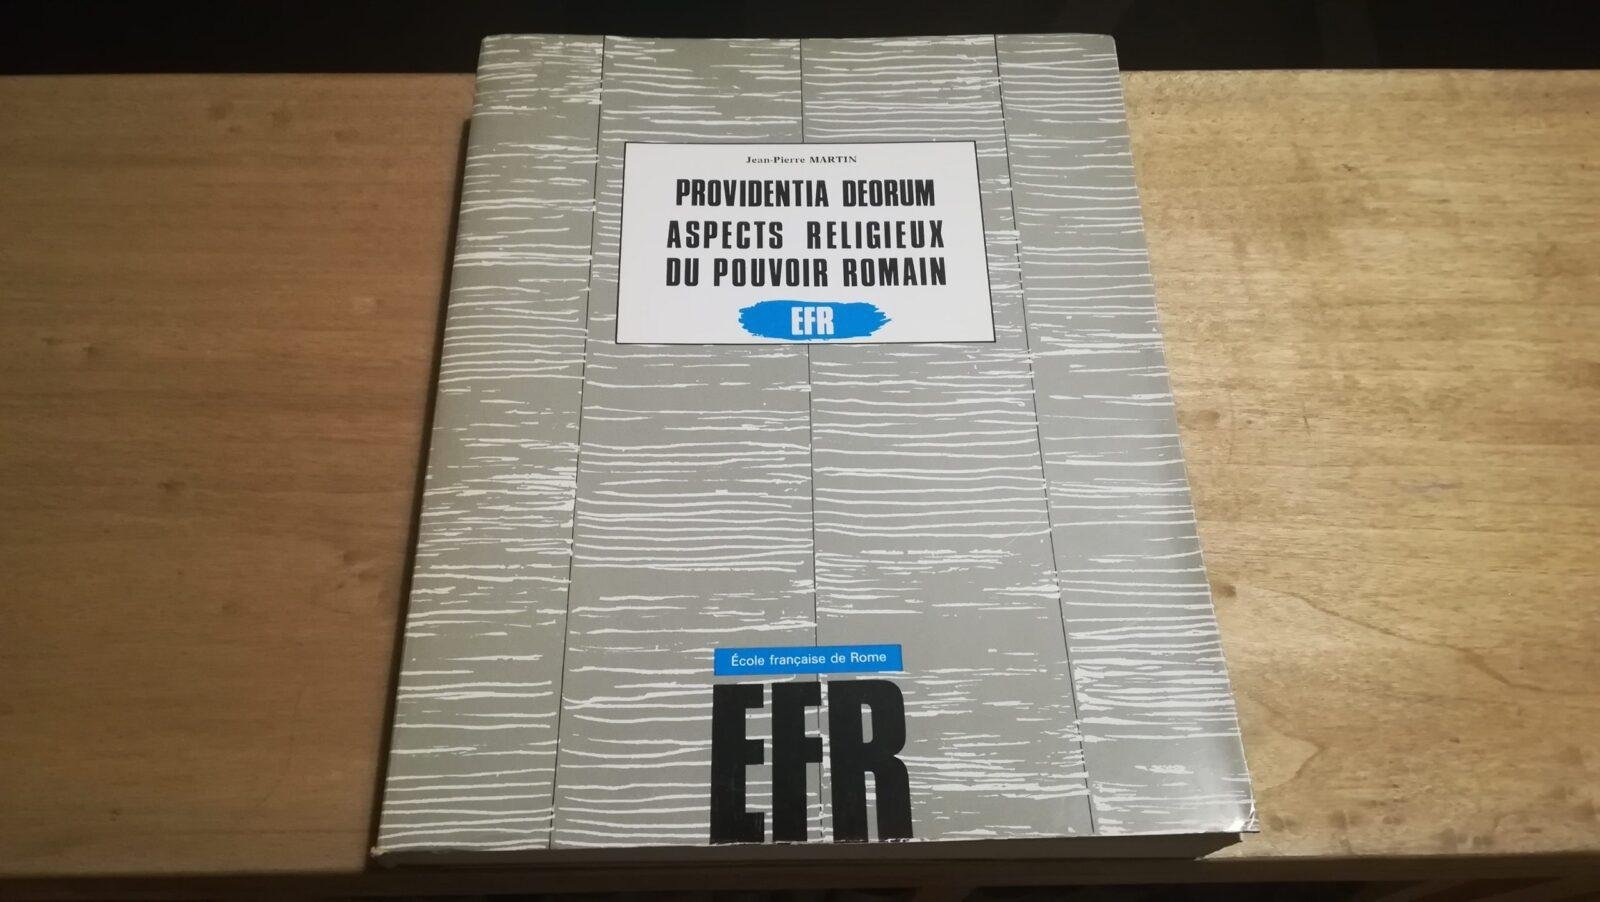 Jean-Pierre MARTIN
PROVIDENTIA DEORUM
ASPECTS RELIGIEUX
DU POUVOIR ROMAIN
EFR
École française de Rome
EFR